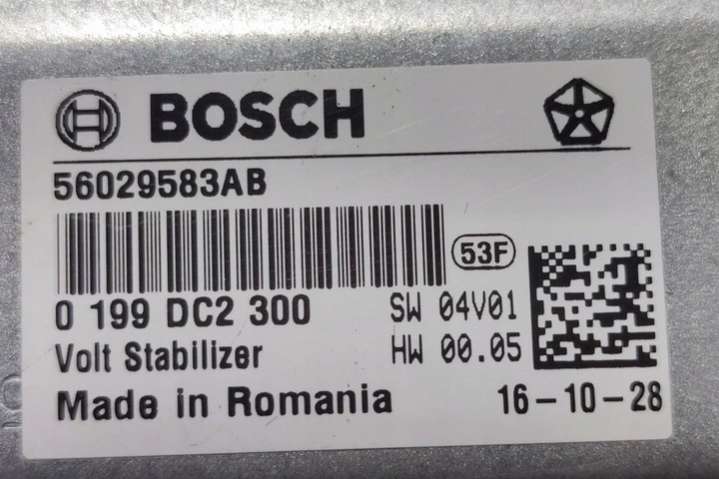 BOSCH
56029583AB
53F
0 199 DC2 300 SW 04V01
Volt Stabilizer HW 00.05
Made in Romania 16-10-28